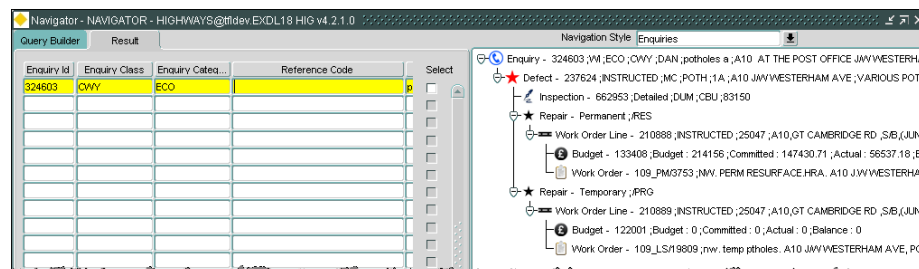 Navigator - NAVIGATOR - HIGHWAYS@tfldev.EXDL18 HIG v4.2.1.0
Query Builder Result
Navigation Style Enquiries
Enquiry Id Enquiry Class Enquiry Categ... Reference Code Select
324603 CWY ECO p
Enquiry - 324603 ;WI ;ECO ;CWY ;DAN ;potholes a ;A10 AT THE POST OFFICE JW WESTERH
Defect - 237624 ;INSTRUCTED ;MC ;POTH ;1A ;A10 JW WESTERHAM AVE ;VARIOUS POT
Inspection - 662953 ;Detailed ;DUM ;CBU ;83150
Repair - Permanent ;/RES
Work Order Line - 210888 ;INSTRUCTED ;25047 ;A10,GT CAMBRIDGE RD ,S/B,(JUN
Budget - 133408 ;Budget : 214156 ;Committed : 147430.71 ;Actual : 56537.18 ;B
Work Order - 109_PM/3753 ;NW. PERM RESURFACE.HRA. A10 J.W WESTERHA
Repair - Temporary ;/PRG
Work Order Line - 210889 ;INSTRUCTED ;25047 ;A10,GT CAMBRIDGE RD ,S/B,(JUN
Budget - 122001 ;Budget : 0 ;Committed : 0 ;Actual : 0 ;Balance : 0
Work Order - 109_LS/19809 ;nw. temp ptholes. A10 JW WESTERHAM AVE, PO